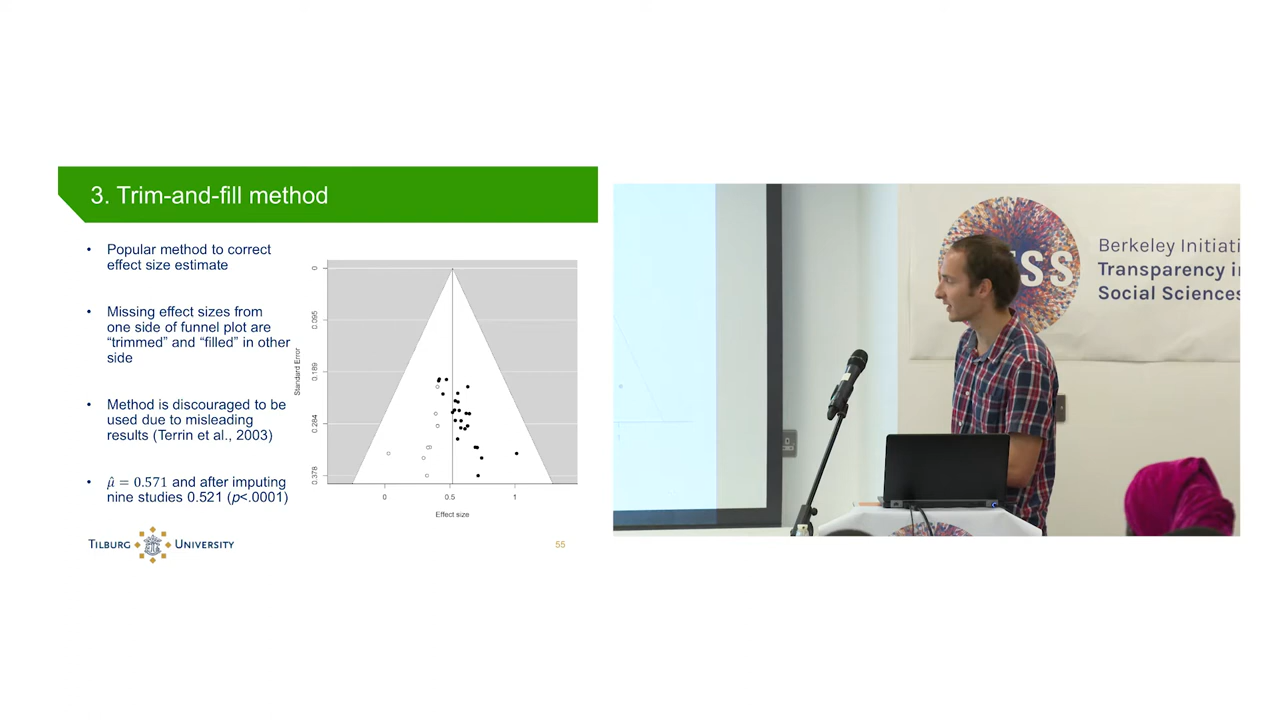 3. Trim-and-fill method
• Popular method to correct
effect size estimate
• Missing effect sizes from
one side of funnel plot are
“trimmed” and “filled” in other
side
• Method is discouraged to be
used due to misleading
results (Terrin et al., 2003)
• μ̂ = 0.571 and after imputing
nine studies 0.521 (p<.0001)
Standard Error
0
0.095
0.189
0.284
0.378
0
0.5
1
Effect size
TILBURG UNIVERSITY
55
ISS
Berkeley Initiati
Transparency in
Social Sciences